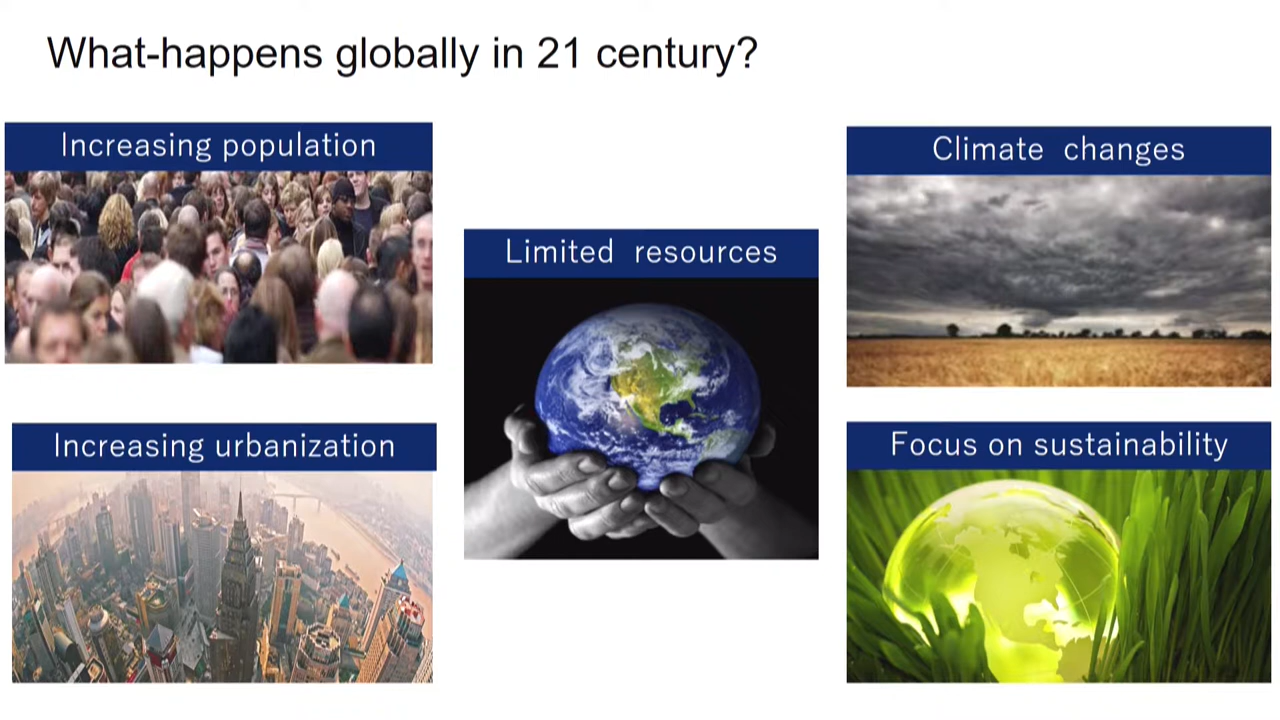 What-happens globally in 21 century?
Increasing population
Climate changes
Limited resources
Increasing urbanization
Focus on sustainability